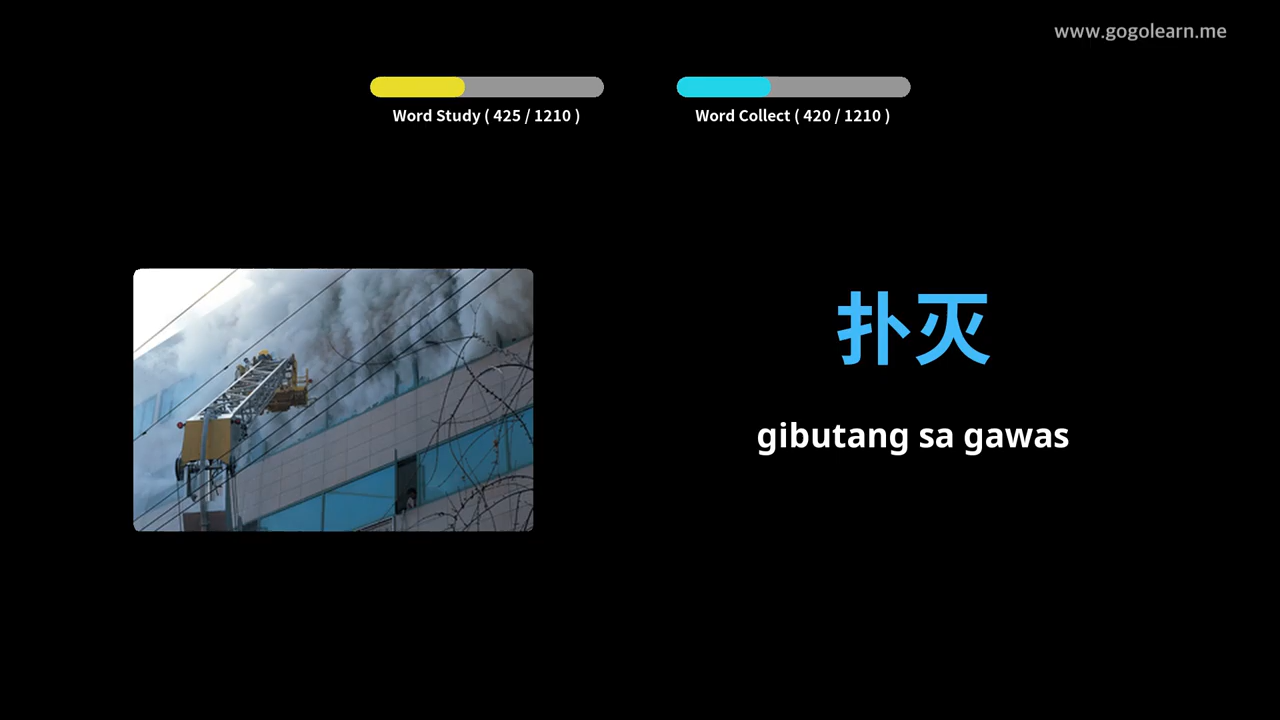 www.gogolearn.me
Word Study ( 425 / 1210 )
Word Collect ( 420 / 1210 )
扑灭
gibutang sa gawas